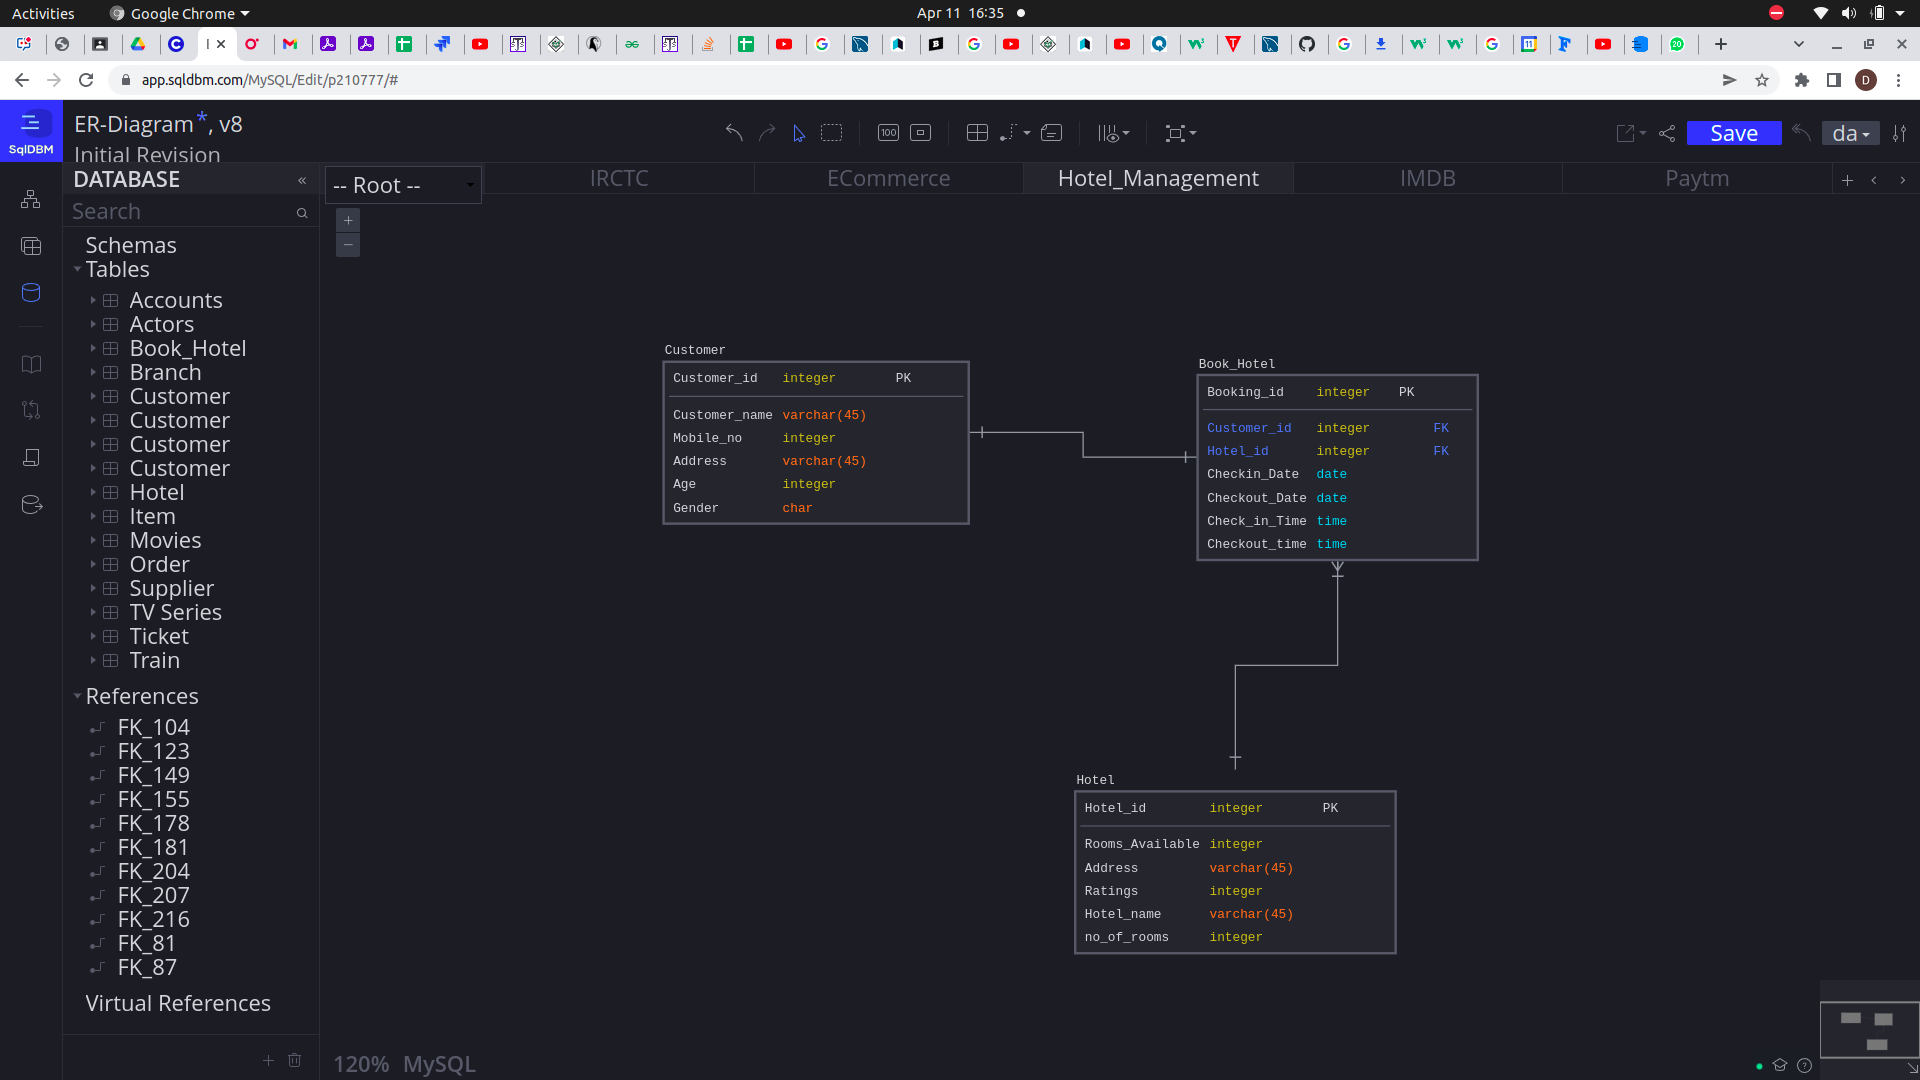 Activities
Google Chrome
Apr 11 16:35
app.sqldbm.com/MySQL/Edit/p210777/#
SqlDBM
ER-Diagram*, v8
Initial Revision
100
Save
da
DATABASE
Search
Schemas
Tables
Accounts
Actors
Book_Hotel
Branch
Customer
Customer
Customer
Customer
Hotel
Item
Movies
Order
Supplier
TV Series
Ticket
Train
References
FK_104
FK_123
FK_149
FK_155
FK_178
FK_181
FK_204
FK_207
FK_216
FK_81
FK_87
Virtual References
-- Root --
IRCTC
ECommerce
Hotel_Management
IMDB
Paytm
Customer
Customer_id integer PK
Customer_name varchar(45)
Mobile_no integer
Address varchar(45)
Age integer
Gender char
Book_Hotel
Booking_id integer PK
Customer_id integer FK
Hotel_id integer FK
Checkin_Date date
Checkout_Date date
Check_in_Time time
Checkout_time time
Hotel
Hotel_id integer PK
Rooms_Available integer
Address varchar(45)
Ratings integer
Hotel_name varchar(45)
no_of_rooms integer
120% MySQL